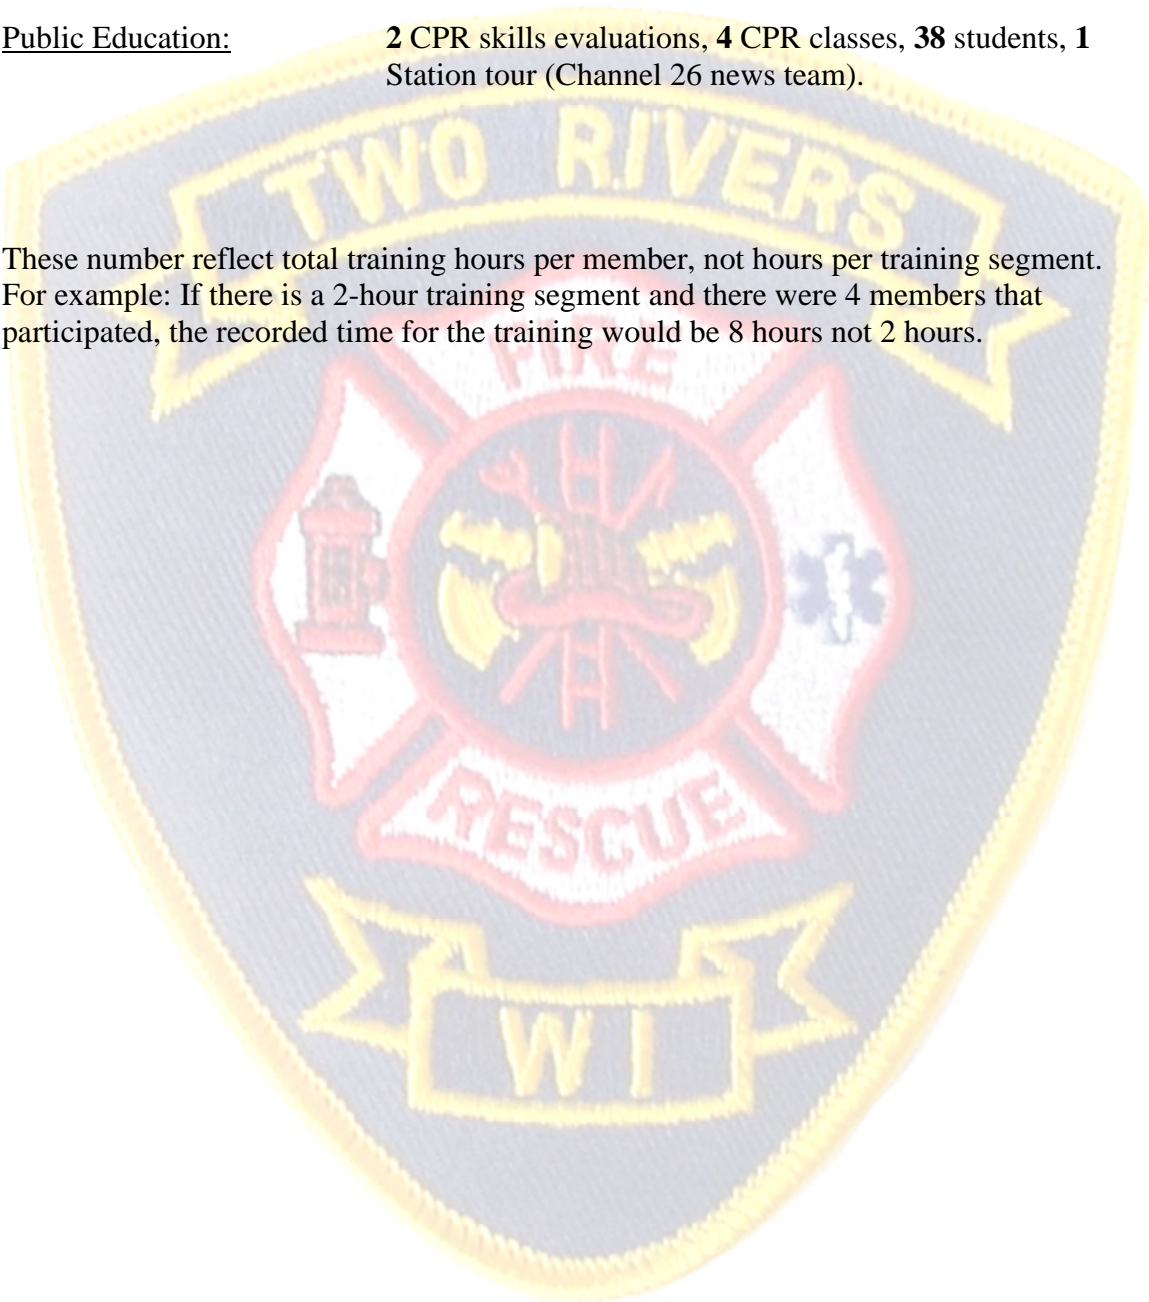 Public Education: 2 CPR skills evaluations, 4 CPR classes, 38 students, 1
Station tour (Channel 26 news team).
TWO RIVERS
These number reflect total training hours per member, not hours per training segment.
For example: If there is a 2-hour training segment and there were 4 members that
participated, the recorded time for the training would be 8 hours not 2 hours.
FIRE
RESCUE
WI